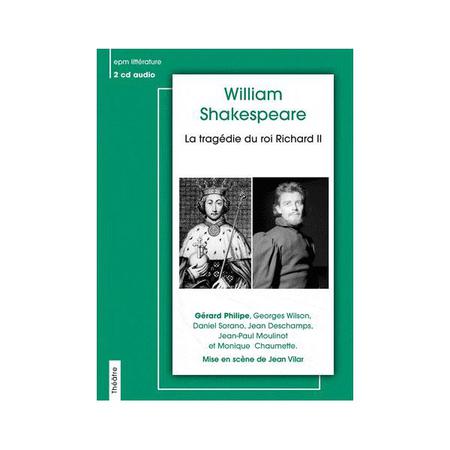 epm littérature
2 cd audio
William
Shakespeare
La tragédie du roi Richard II
Gérard Philipe, Georges Wilson,
Daniel Sorano, Jean Deschamps,
Jean-Paul Moulinot
et Monique Chaumette.
Mise en scène de Jean Vilar
Théâtre